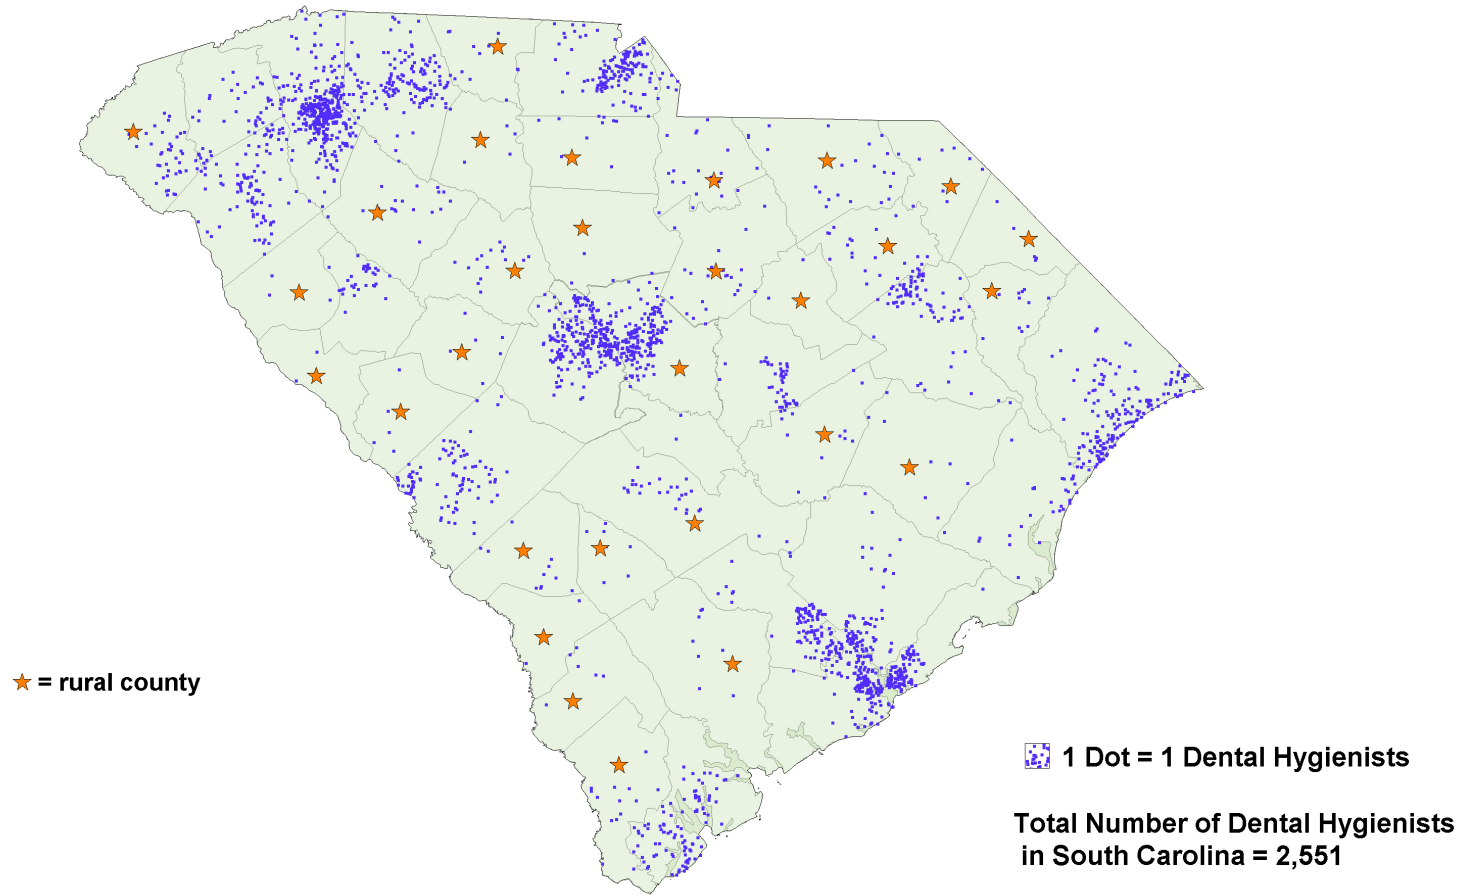 = rural county
1 Dot = 1 Dental Hygienists
Total Number of Dental Hygienists
in South Carolina = 2,551